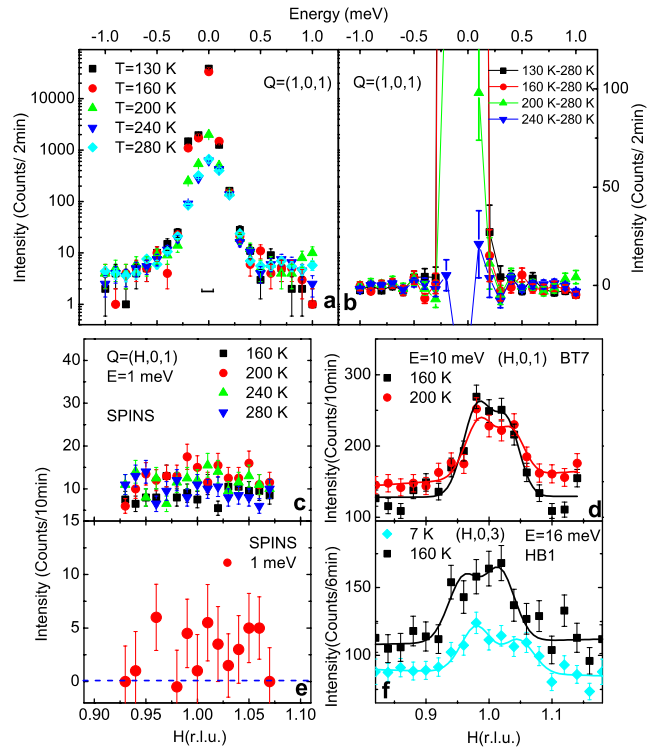 Energy (meV)
-1.0 -0.5 0.0 0.5 1.0 -1.0 -0.5 0.0 0.5 1.0
Intensity (Counts/ 2min)
10000
1000
100
10
1
T=130 K
T=160 K
T=200 K
T=240 K
T=280 K
Q=(1,0,1)
a
Q=(1,0,1)
130 K-280 K
160 K-280 K
200 K-280 K
240 K-280 K
100
50
0
Intensity (Counts/ 2min)
b
Intensity (Counts/10min)
45
40
35
30
25
20
15
10
5
Q=(H,0,1)
E=1 meV
SPINS
160 K
200 K
240 K
280 K
c
Intensity(Counts/10min)
300
200
100
E=10 meV (H,0,1) BT7
160 K
200 K
d
15
10
5
0
SPINS
1 meV
e
0.90 0.95 1.00 1.05 1.10
H(r.l.u.)
Intensity(Counts/6min)
150
100
50
7 K (H,0,3) E=16 meV
160 K HB1
f
0.9 1.0 1.1
H(r.l.u.)